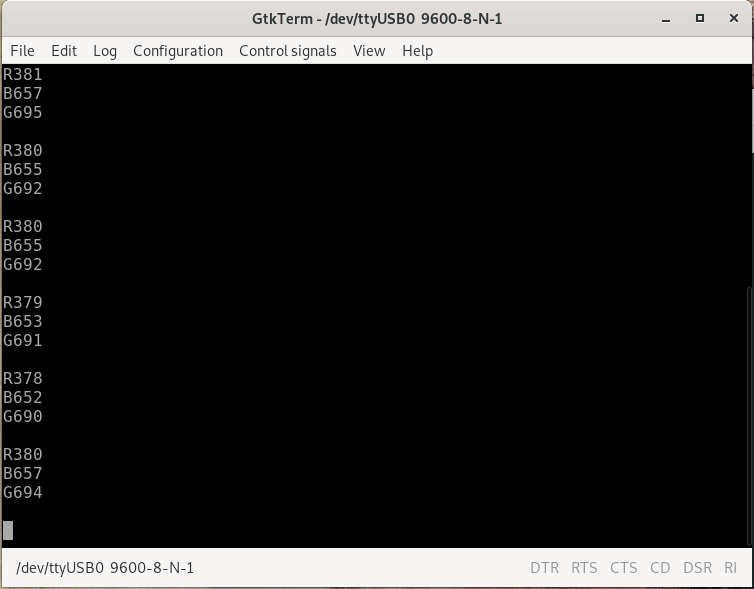 GtkTerm - /dev/ttyUSB0 9600-8-N-1
File Edit Log Configuration Control signals View Help
R381
B657
G695
R380
B655
G692
R380
B655
G692
R379
B653
G691
R378
B652
G690
R380
B657
G694
/dev/ttyUSB0 9600-8-N-1 DTR RTS CTS CD DSR RI